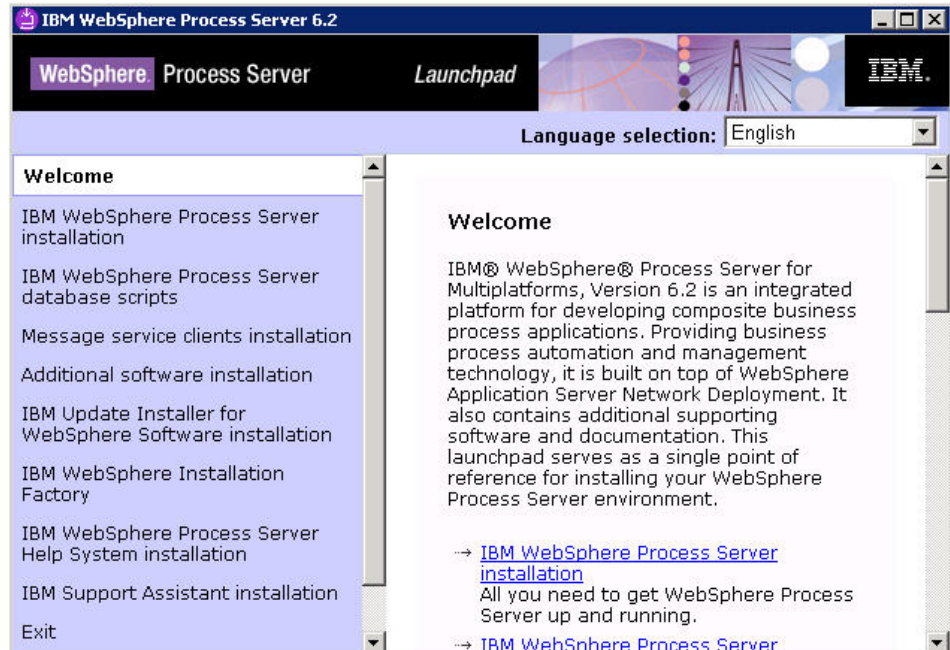 IBM WebSphere Process Server 6.2
WebSphere. Process Server
Launchpad
IBM.
Language selection: English
Welcome
IBM WebSphere Process Server
installation
IBM WebSphere Process Server
database scripts
Message service clients installation
Additional software installation
IBM Update Installer for
WebSphere Software installation
IBM WebSphere Installation
Factory
IBM WebSphere Process Server
Help System installation
IBM Support Assistant installation
Exit
Welcome
IBM® WebSphere® Process Server for
Multiplatforms, Version 6.2 is an integrated
platform for developing composite business
process applications. Providing business
process automation and management
technology, it is built on top of WebSphere
Application Server Network Deployment. It
also contains additional supporting
software and documentation. This
launchpad serves as a single point of
reference for installing your WebSphere
Process Server environment.
→ IBM WebSphere Process Server
installation
All you need to get WebSphere Process
Server up and running.
→ IBM WebSphere Process Server